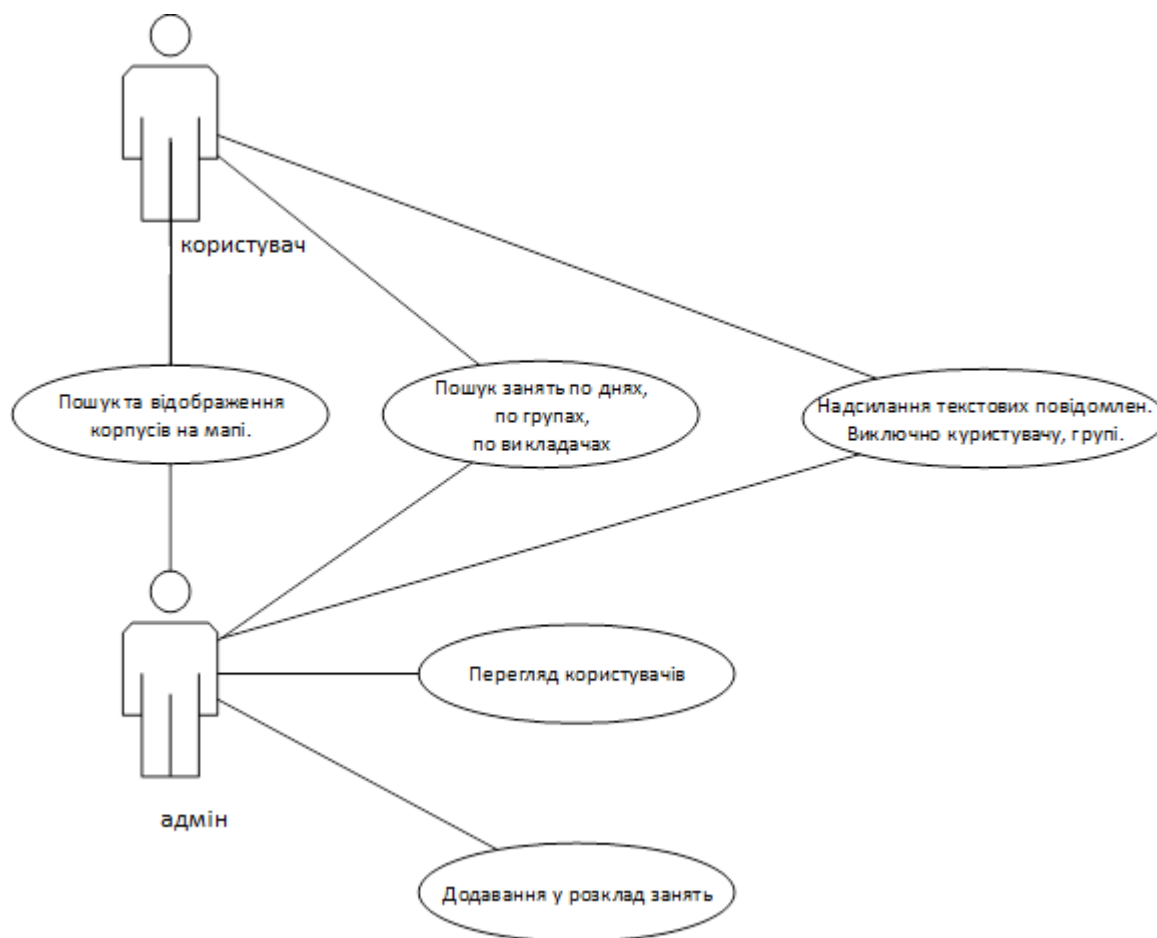 користувач
Пошук та відображення
корпусів на мапі.
Пошук занять по днях,
по групах,
по викладачах
Надсилання текстових повідомлен.
Виключно куристувачу, групі.
Перегляд користувачів
адмін
Додавання у розклад занять